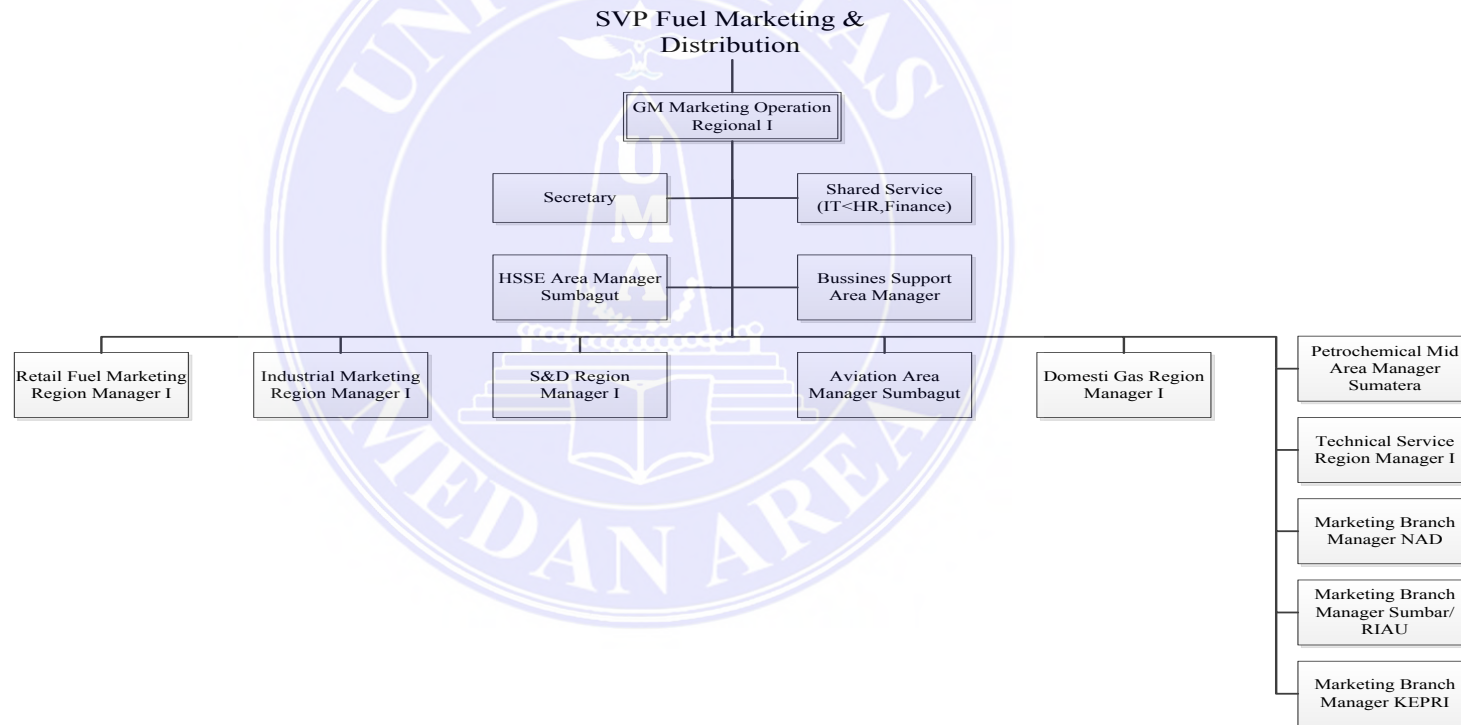 SVP Fuel Marketing &
Distribution
GM Marketing Operation
Regional I
Secretary
Shared Service
(IT<HR,Finance)
HSSE Area Manager
Sumbagut
Bussines Support
Area Manager
Retail Fuel Marketing
Region Manager I
Industrial Marketing
Region Manager I
S&D Region
Manager I
Aviation Area
Manager Sumbagut
Domesti Gas Region
Manager I
Petrochemical Mid
Area Manager
Sumatera
Technical Service
Region Manager I
Marketing Branch
Manager NAD
Marketing Branch
Manager Sumbar/
RIAU
Marketing Branch
Manager KEPRI
UMA
MEDAN AREA